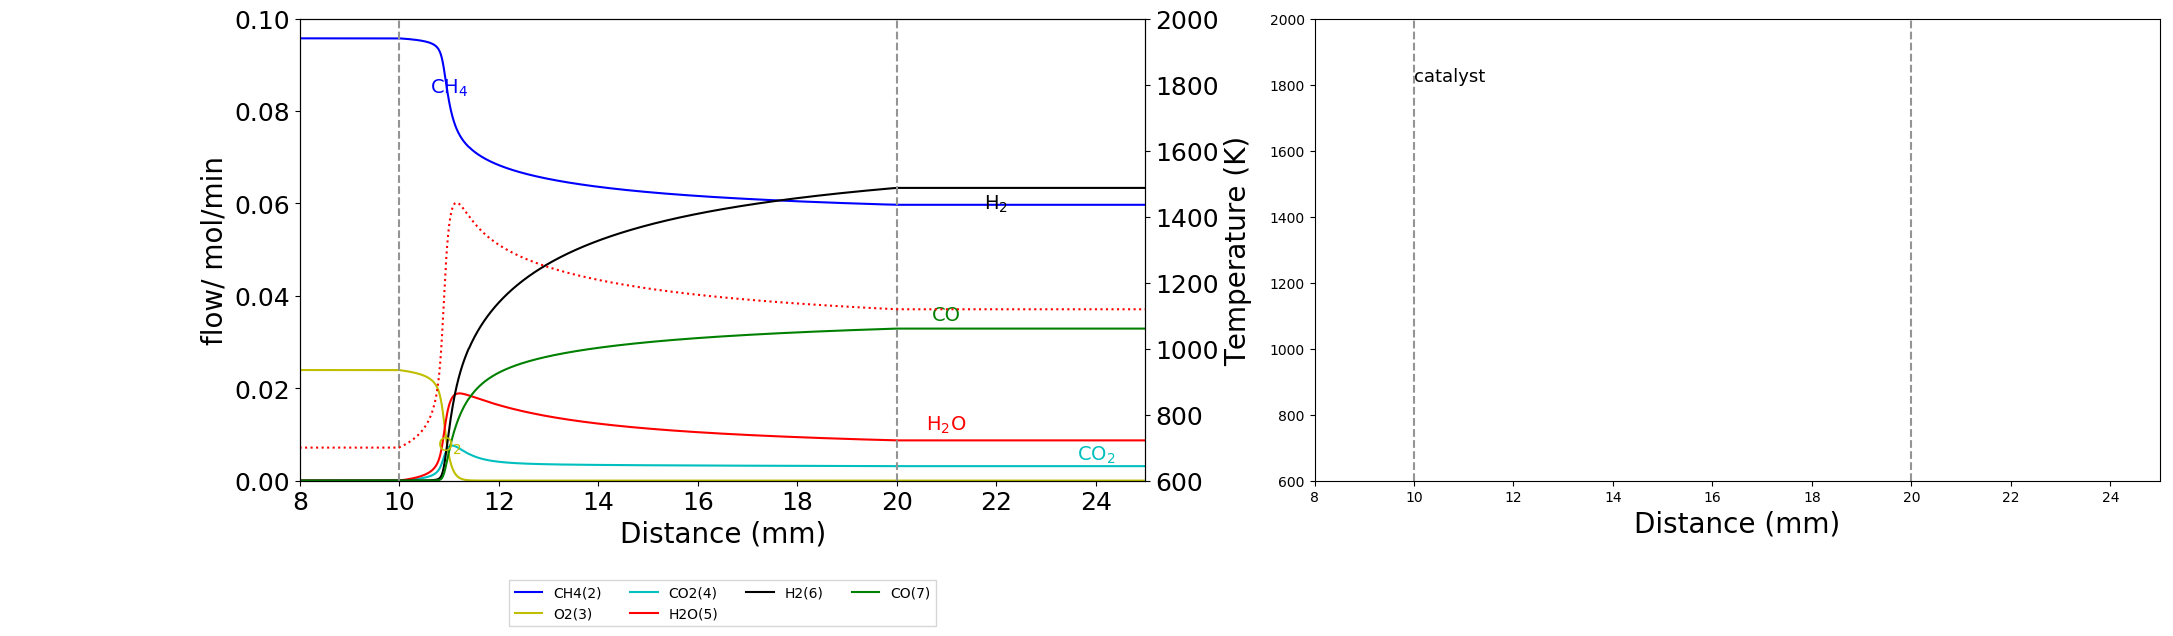 0.10
0.08
0.06
0.04
0.02
0.00
flow/ mol/min
8 10 12 14 16 18 20 22 24
Distance (mm)
CH₄
O₂
H₂
CO
H₂O
CO₂
2000
1800
1600
1400
1200
1000
800
600
Temperature (K)
CH4(2) CO2(4) H2(6) CO(7)
O2(3) H2O(5)
2000
1800
1600
1400
1200
1000
800
600
catalyst
8 10 12 14 16 18 20 22 24
Distance (mm)